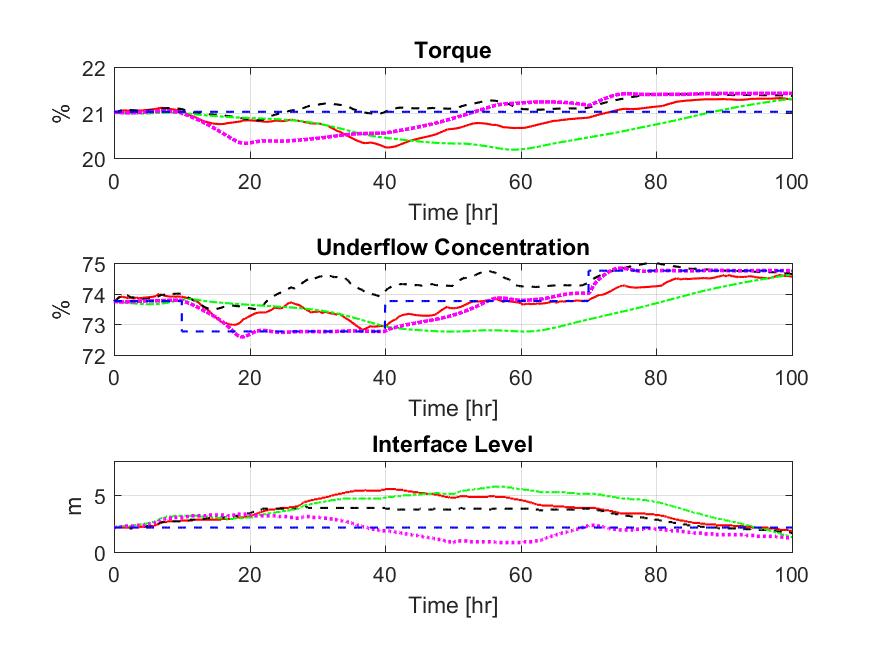 Torque
22
21
20
%
0 20 40 60 80 100
Time [hr]
Underflow Concentration
75
74
73
72
%
0 20 40 60 80 100
Time [hr]
Interface Level
5
0
m
0 20 40 60 80 100
Time [hr]